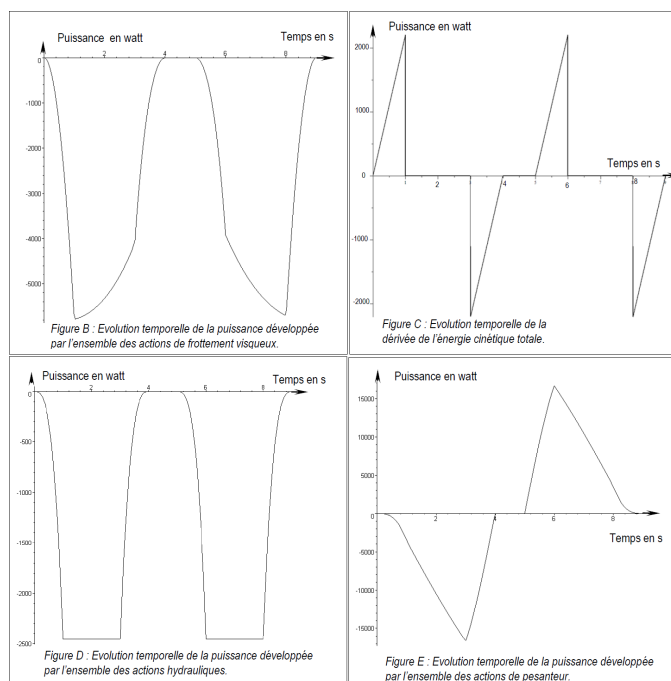 Puissance en watt
Temps en s
0
2
4
6
8
-1000
-2000
-3000
-4000
-5000
Figure B : Evolution temporelle de la puissance développée
par l'ensemble des actions de frottement visqueux.
Puissance en watt
2000
1000
0
-1000
-2000
Temps en s
1
2
3
4
5
6
7
8
9
Figure C : Evolution temporelle de la
dérivée de l'énergie cinétique totale.
Puissance en watt
Temps en s
0
2
4
6
8
-500
-1000
-1500
-2000
-2500
Figure D : Evolution temporelle de la puissance développée
par l'ensemble des actions hydrauliques.
Puissance en watt
15000
10000
5000
0
-5000
-10000
-15000
2
4
6
8
Temps en s
Figure E : Evolution temporelle de la puissance développée
par l'ensemble des actions de pesanteur.